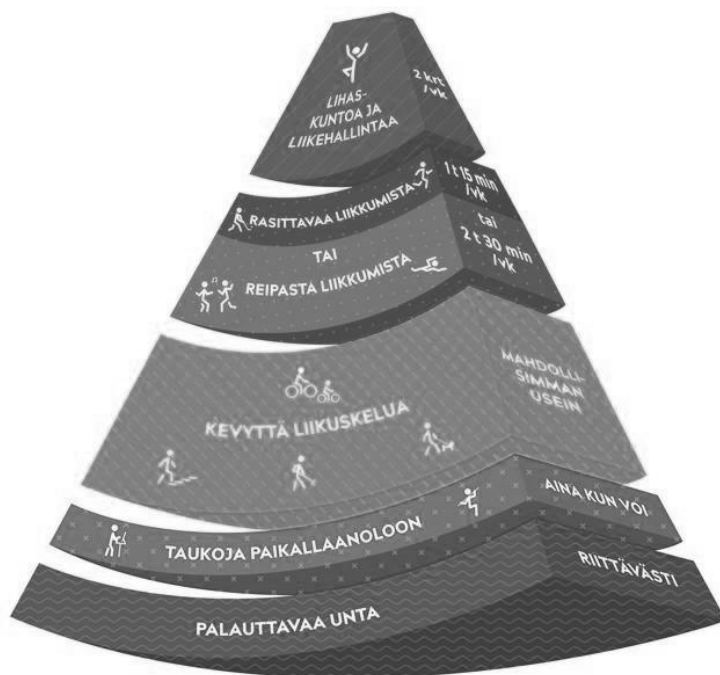 LIHAS-
KUNTOA JA
LIIKEHALLINTAA
2 krt
/vk
RASITTAVAA LIIKKUMISTA
1 t 15 min
/vk
TAI
REIPASTA LIIKKUMISTA
tai
2 t 30 min
/vk
KEVYTTÄ LIIKUSKELUA
MAHDOLLI-
SIMMAN
USEIN
TAUKOJA PAIKALLAANOLOON
AINA KUN VOI
PALAUTTAVAA UNTA
RIITTÄVÄSTI